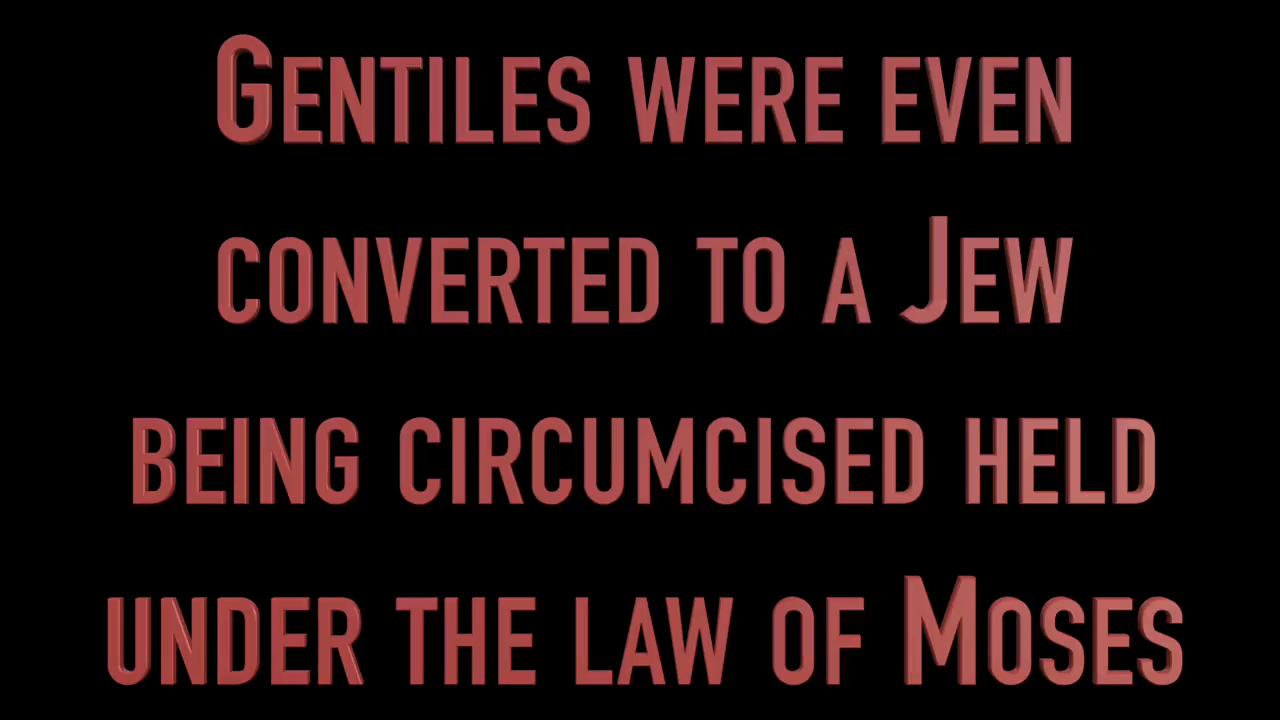 Gentiles were even
converted to a Jew
being circumcised held
under the law of Moses